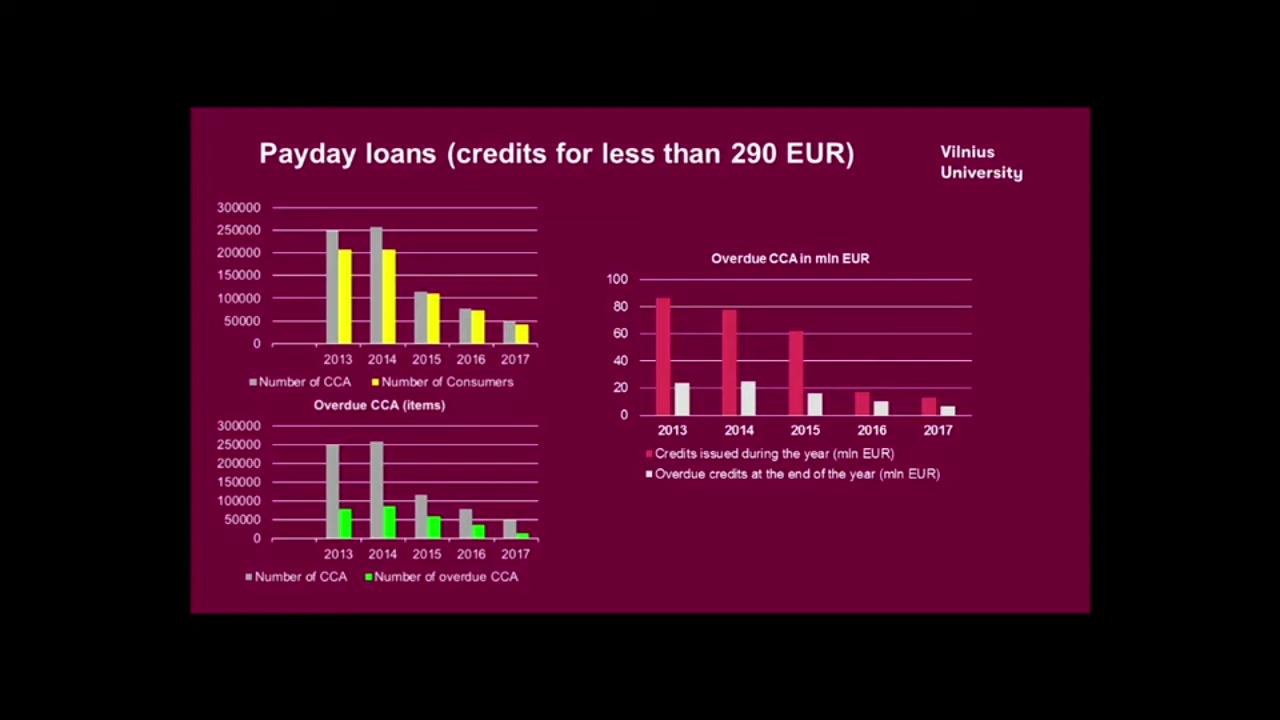 Payday loans (credits for less than 290 EUR)
Vilnius
University
300000
250000
200000
150000
100000
50000
0
2013 2014 2015 2016 2017
Number of CCA Number of Consumers
Overdue CCA (items)
300000
250000
200000
150000
100000
50000
0
2013 2014 2015 2016 2017
Number of CCA Number of overdue CCA
Overdue CCA in mln EUR
100
80
60
40
20
0
2013 2014 2015 2016 2017
Credits issued during the year (mln EUR)
Overdue credits at the end of the year (mln EUR)